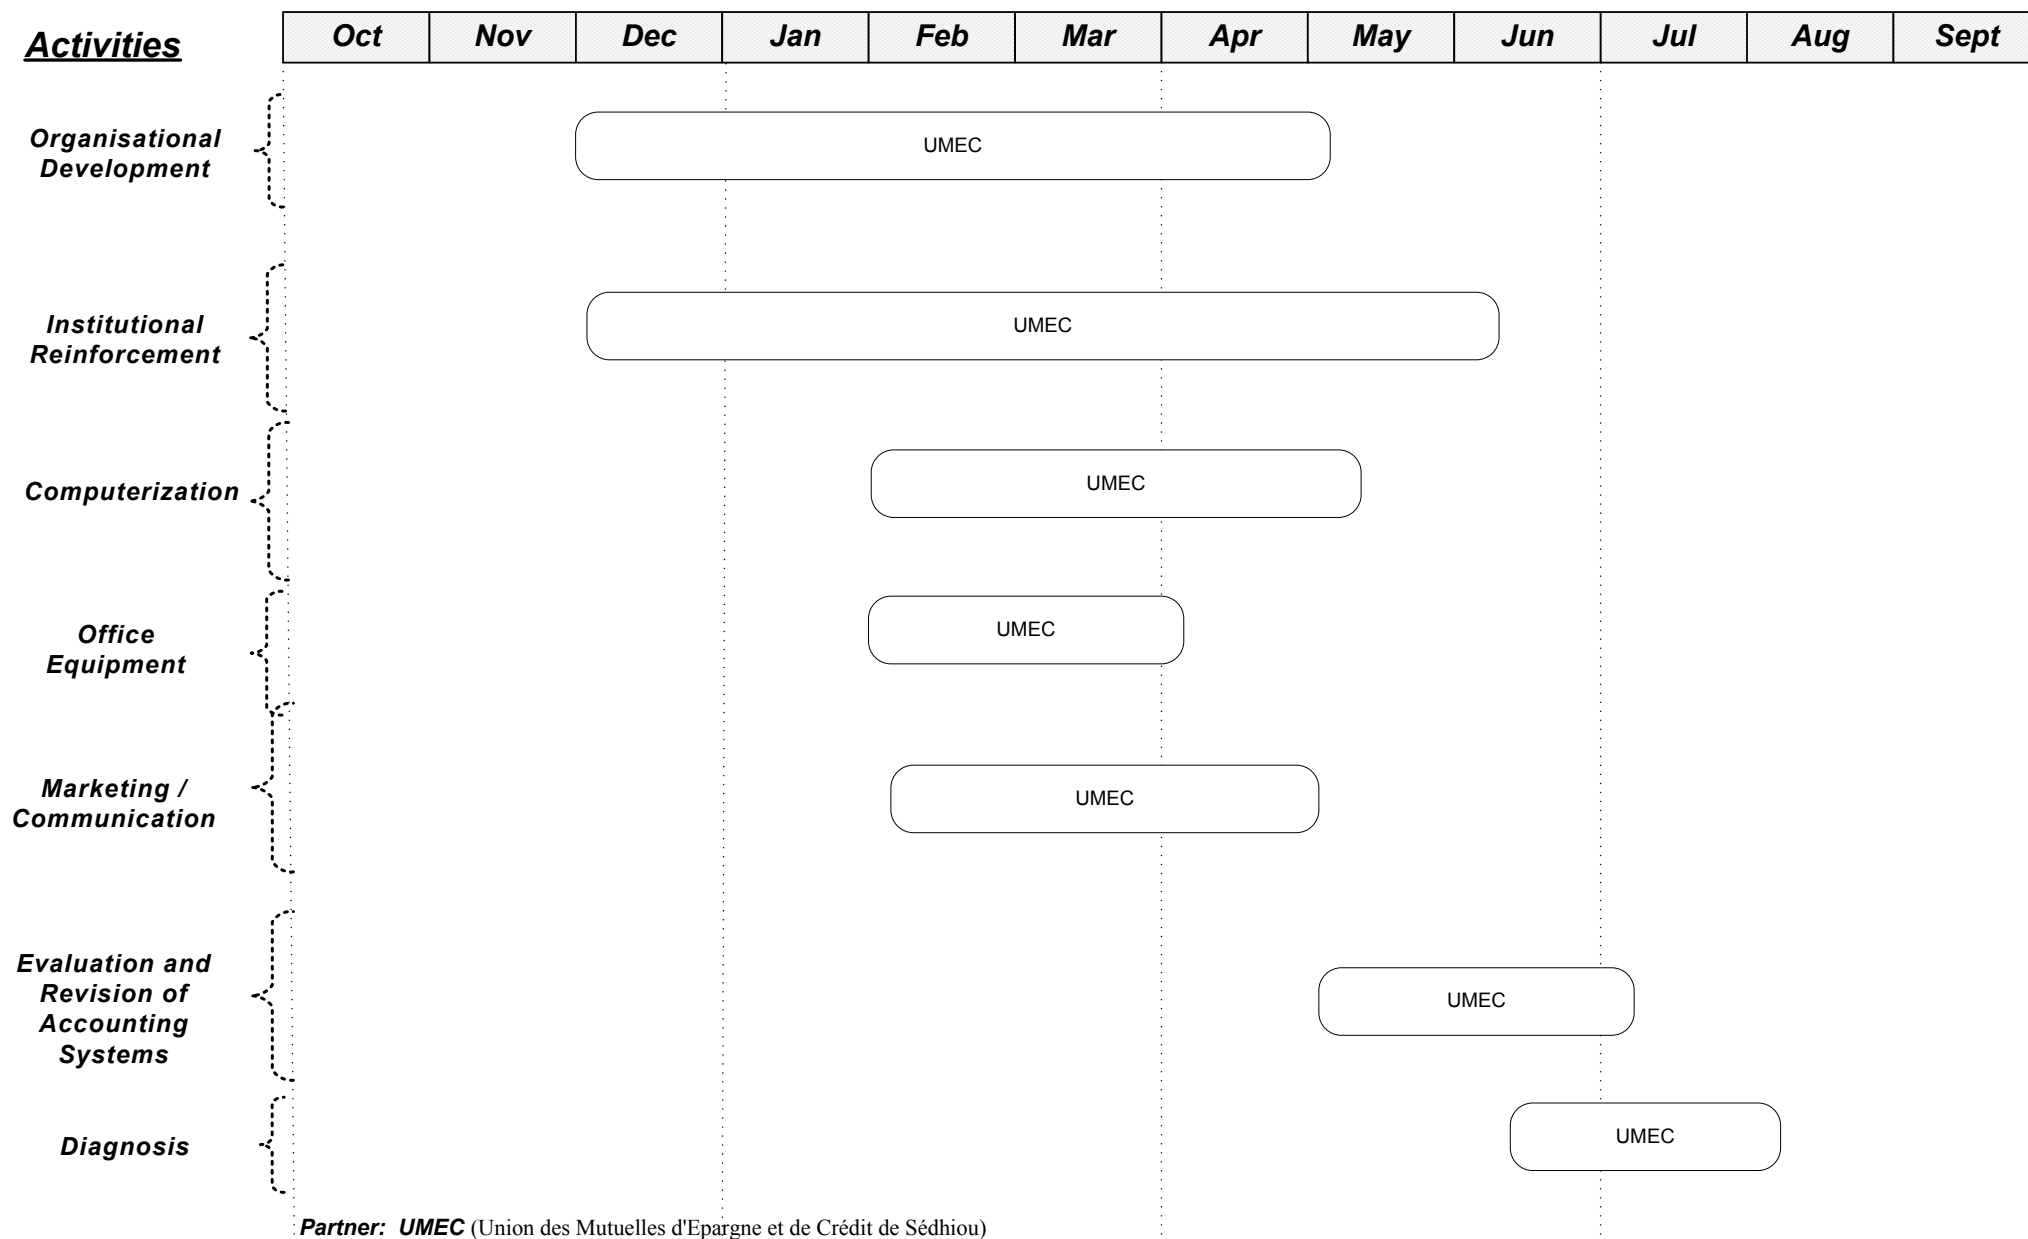 Activities
Oct Nov Dec Jan Feb Mar Apr May Jun Jul Aug Sept
Organisational
Development
UMEC
Institutional
Reinforcement
UMEC
Computerization
UMEC
Office
Equipment
UMEC
Marketing /
Communication
UMEC
Evaluation and
Revision of
Accounting
Systems
UMEC
Diagnosis
UMEC
Partner: UMEC (Union des Mutuelles d'Epargne et de Crédit de Sédhiou)